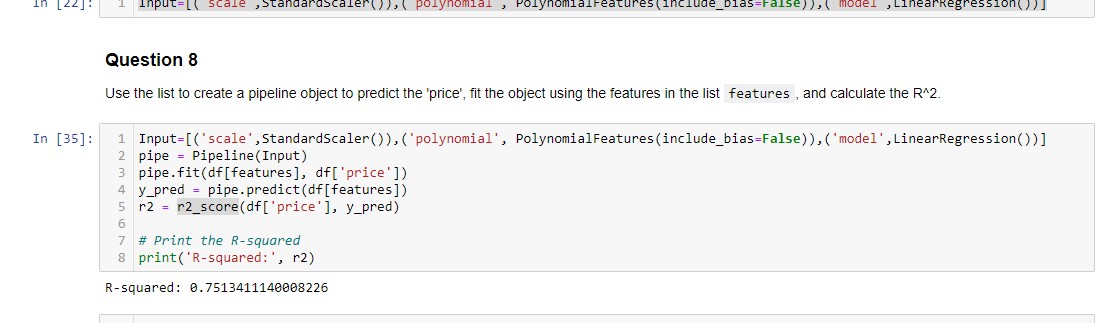 In [22]: 1 Input=[('scale',StandardScaler()),('polynomial', PolynomialFeatures(include_bias=False)),('model',LinearRegression())]
Question 8
Use the list to create a pipeline object to predict the 'price', fit the object using the features in the list features , and calculate the R^2.
In [35]: 1 Input=[('scale',StandardScaler()),('polynomial', PolynomialFeatures(include_bias=False)),('model',LinearRegression())]
2 pipe = Pipeline(Input)
3 pipe.fit(df[features], df['price'])
4 y_pred = pipe.predict(df[features])
5 r2 = r2_score(df['price'], y_pred)
6
7 # Print the R-squared
8 print('R-squared:', r2)
R-squared: 0.7513411140008226